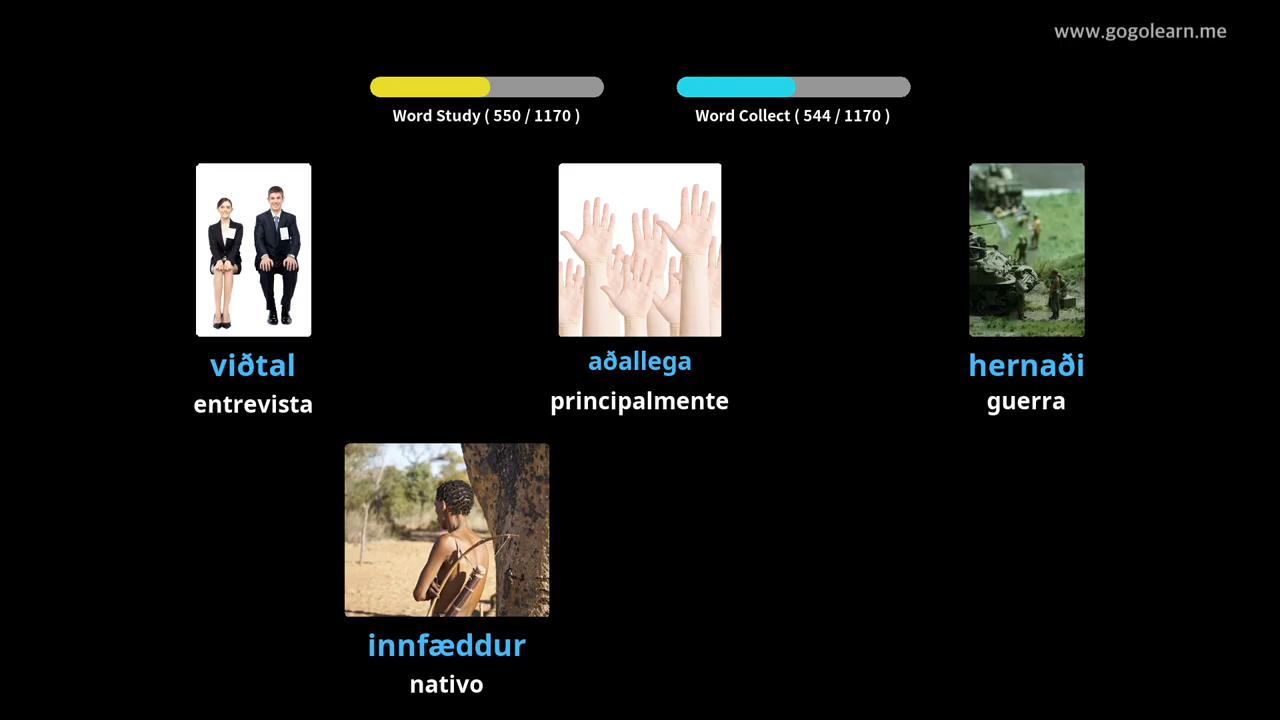 www.gogolearn.me
Word Study ( 550 / 1170 )
Word Collect ( 544 / 1170 )
viðtal
entrevista
aðallega
principalmente
hernaði
guerra
innfæddur
nativo